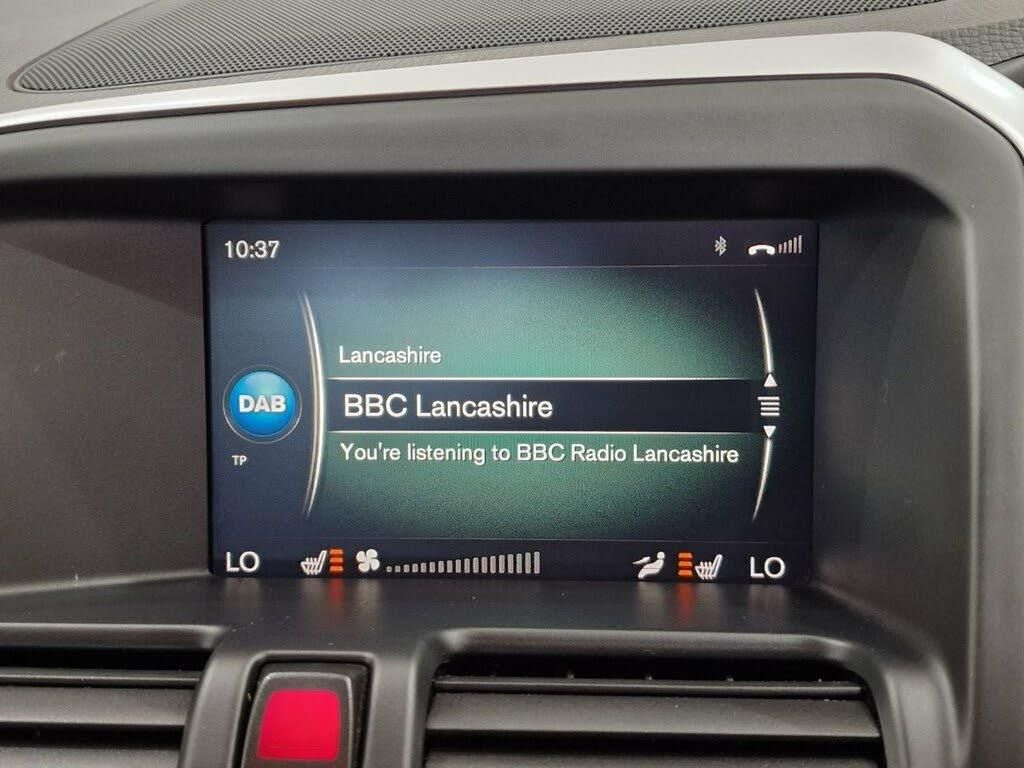 10:37
Lancashire
DAB
BBC Lancashire
You're listening to BBC Radio Lancashire
TP
LO
LO